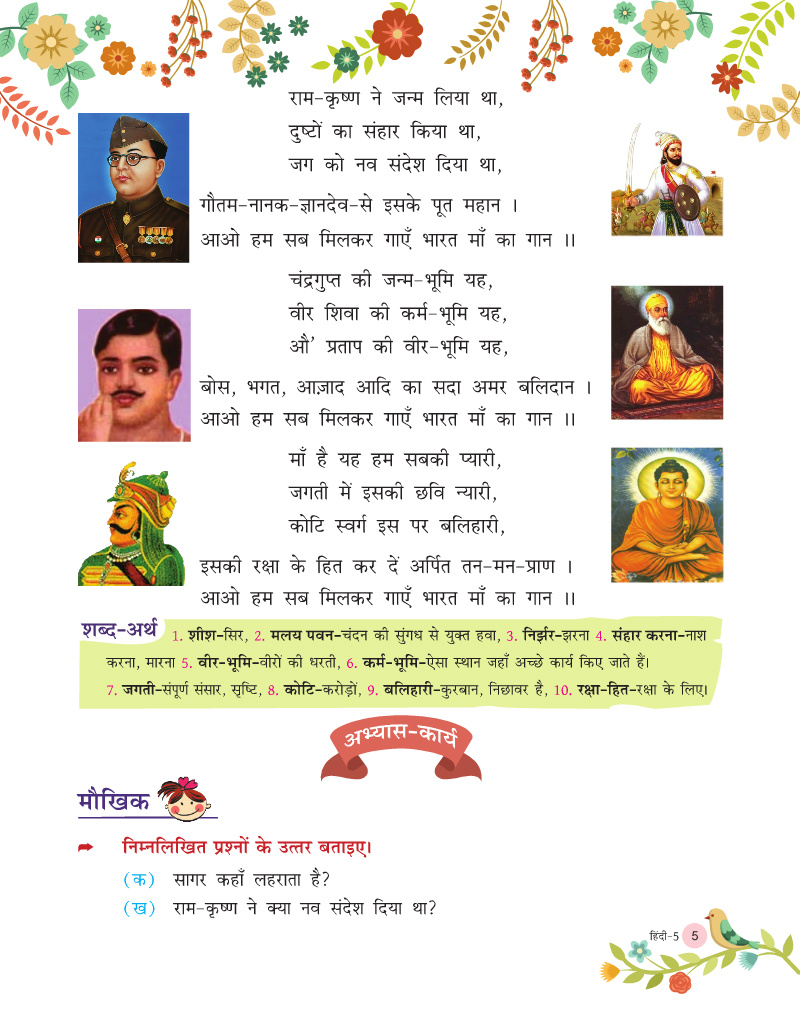 राम-कृष्ण ने जन्म लिया था,
दुष्टों का संहार किया था,
जग को नव संदेश दिया था,
गौतम-नानक-ज्ञानदेव-से इसके पूत महान ।
आओ हम सब मिलकर गाएँ भारत माँ का गान ।।
चंद्रगुप्त की जन्म-भूमि यह,
वीर शिवा की कर्म-भूमि यह,
औ’ प्रताप की वीर-भूमि यह,
बोस, भगत, आज़ाद आदि का सदा अमर बलिदान ।
आओ हम सब मिलकर गाएँ भारत माँ का गान ।।
माँ है यह हम सबकी प्यारी,
जगती में इसकी छवि न्यारी,
कोटि स्वर्ग इस पर बलिहारी,
इसकी रक्षा के हित कर दें अर्पित तन-मन-प्राण ।
आओ हम सब मिलकर गाएँ भारत माँ का गान ।।
शब्द-अर्थ 1. शीश-सिर, 2. मलय पवन-चंदन की सुंगध से युक्त हवा, 3. निर्झर-झरना 4. संहार करना-नाश
करना, मारना 5. वीर-भूमि-वीरों की धरती, 6. कर्म-भूमि-ऐसा स्थान जहाँ अच्छे कार्य किए जाते हैं।
7. जगती-संपूर्ण संसार, सृष्टि, 8. कोटि-करोड़ों, 9. बलिहारी-कुरबान, निछावर है, 10. रक्षा-हित-रक्षा के लिए।
अभ्यास-कार्य
मौखिक
निम्नलिखित प्रश्नों के उत्तर बताइए।
(क) सागर कहाँ लहराता है?
(ख) राम-कृष्ण ने क्या नव संदेश दिया था?
हिंदी-5 5